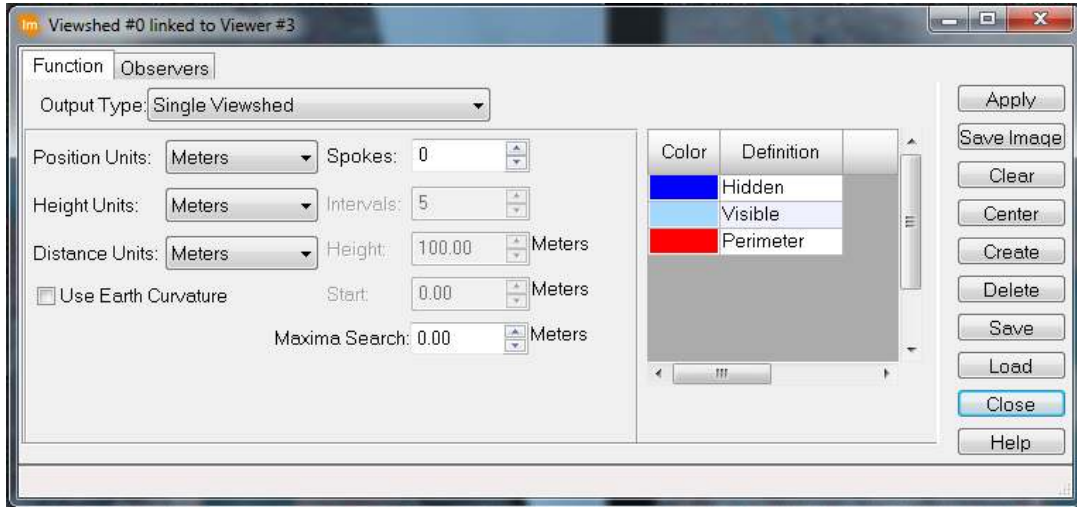 Im Viewshed #0 linked to Viewer #3
Function Observers
Output Type: Single Viewshed
Position Units: Meters Spokes: 0
Height Units: Meters Intervals: 5
Distance Units: Meters Height: 100.00 Meters
Use Earth Curvature Start: 0.00 Meters
Maxima Search: 0.00 Meters
Color Definition
Hidden
Visible
Perimeter
Apply
Save Image
Clear
Center
Create
Delete
Save
Load
Close
Help